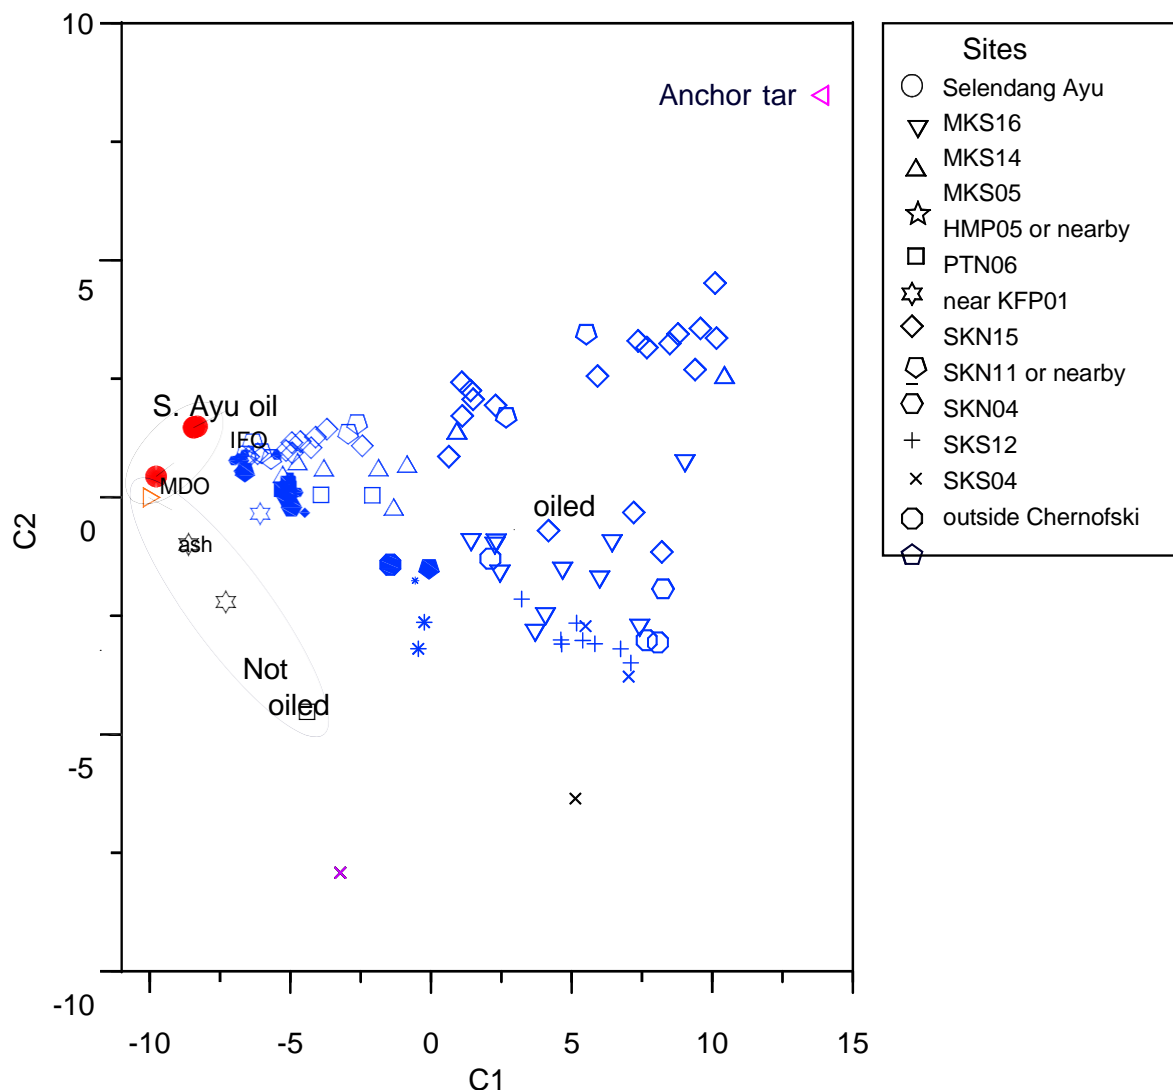 10
5
0
-5
-10
C2
Anchor tar
S. Ayu oil
IFO
MDO
ash
oiled
Not
oiled
-10
-5
0
5
10
15
C1
Sites
Selendang Ayu
MKS16
MKS14
MKS05
HMP05 or nearby
PTN06
near KFP01
SKN15
SKN11 or nearby
SKN04
SKS12
SKS04
outside Chernofski